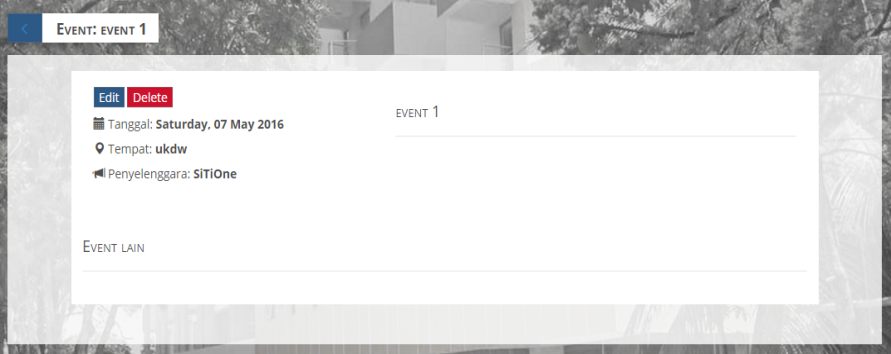 Event: event 1
Edit Delete
Tanggal: Saturday, 07 May 2016
Tempat: ukdw
Penyelenggara: SiTiOne
event 1
Event lain